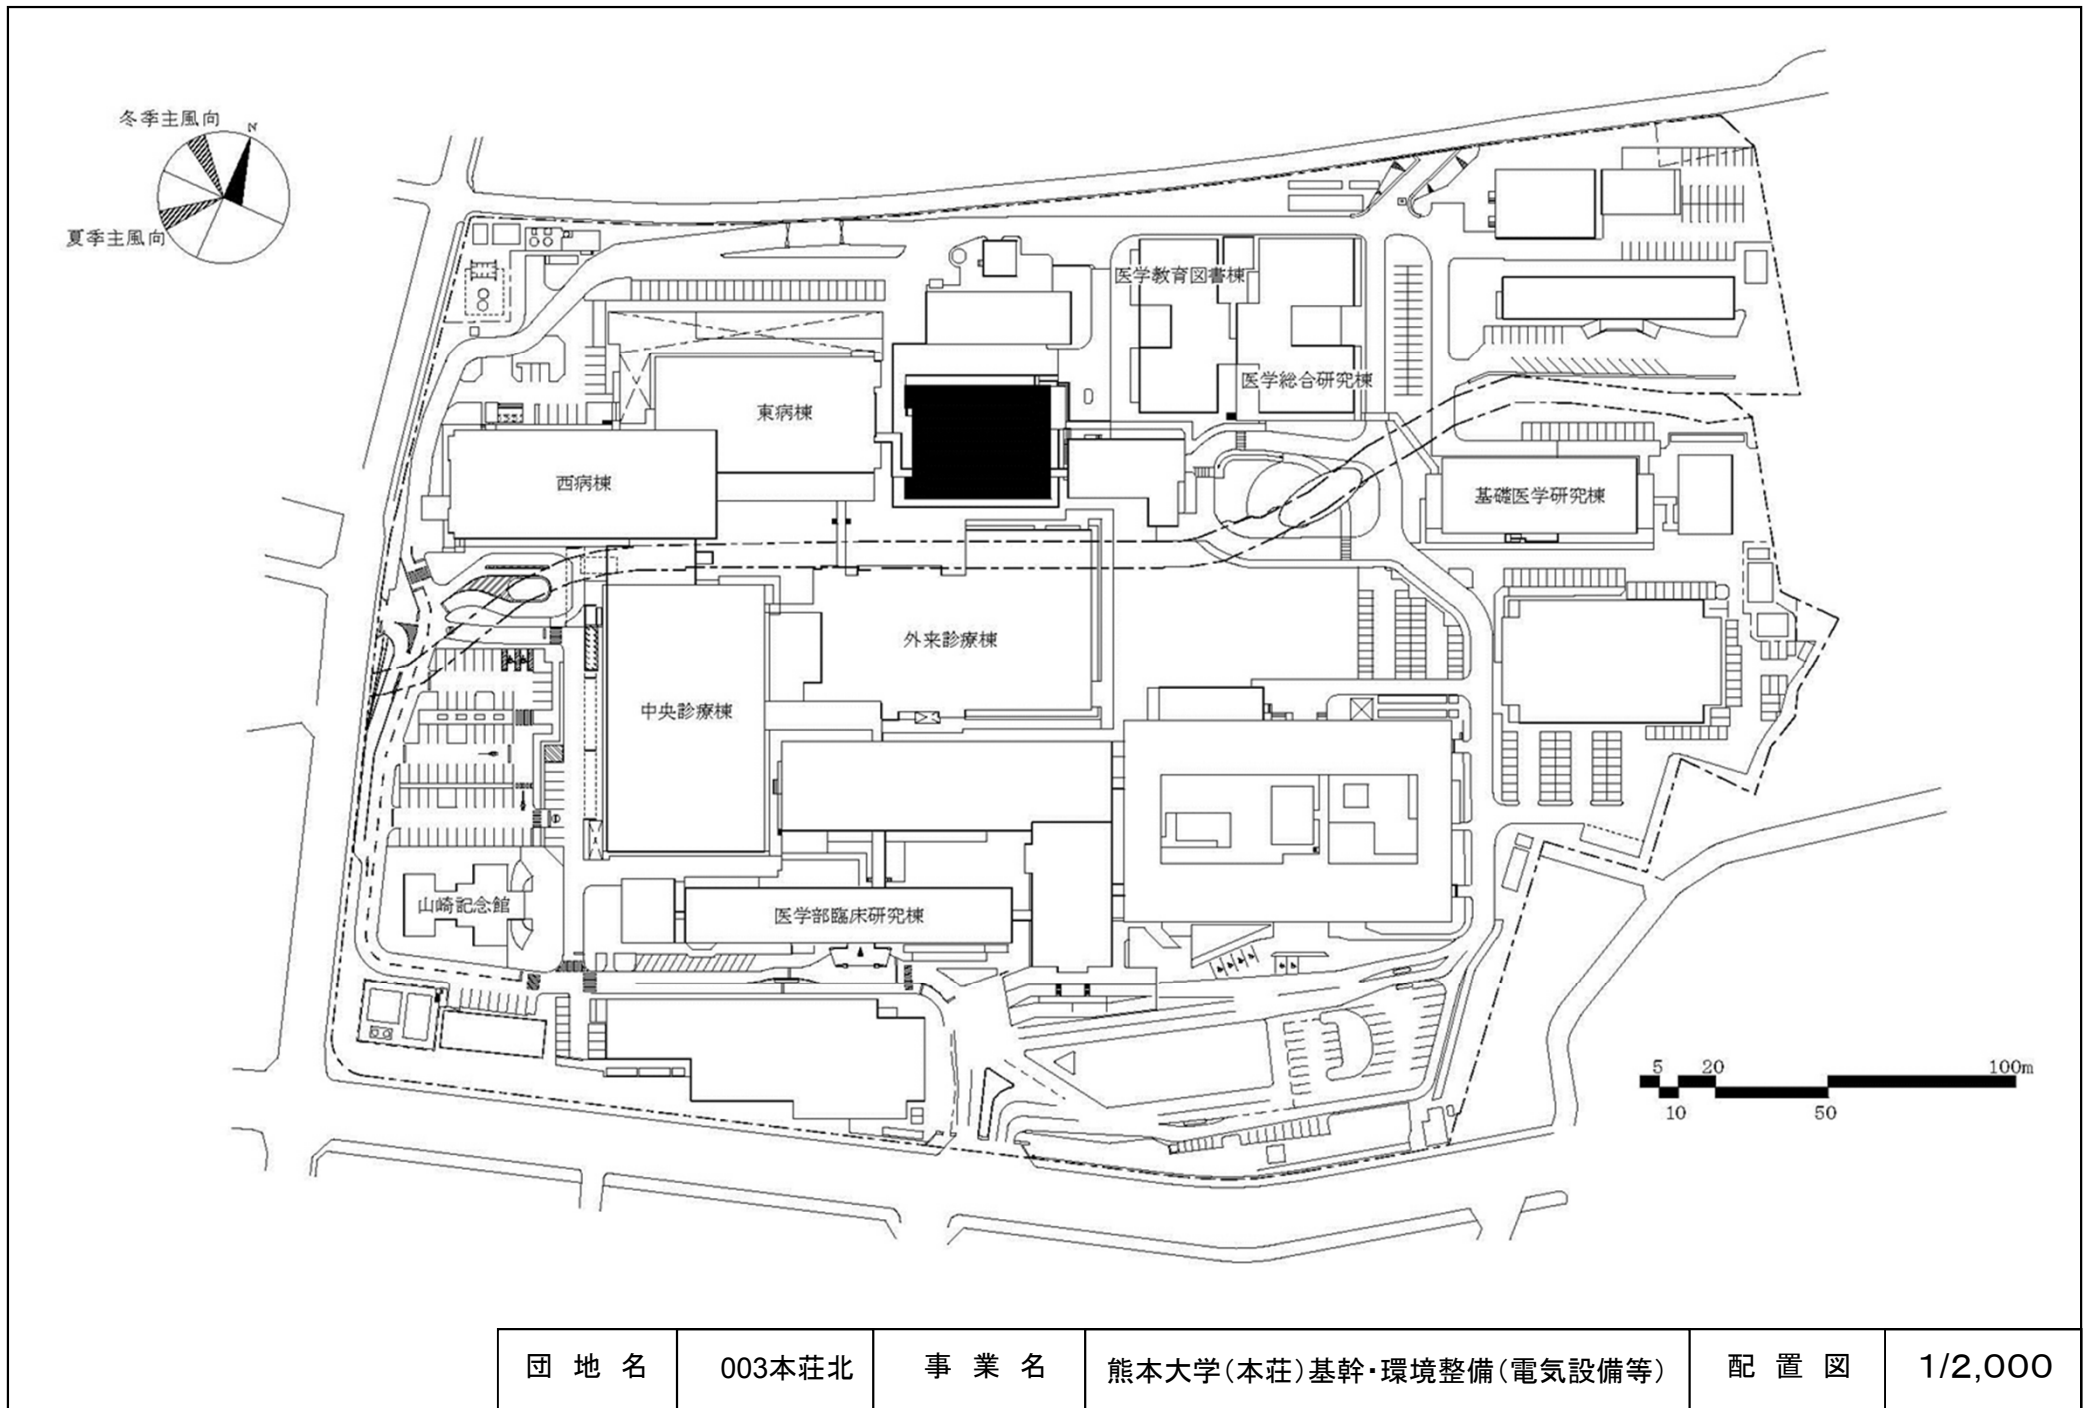 冬季主風向
N
夏季主風向
医学教育図書棟
医学総合研究棟
東病棟
西病棟
基礎医学研究棟
外来診療棟
中央診療棟
山崎記念館
医学部臨床研究棟
5 20 100m
10 50
団地名 003本荘北 事業名 熊本大学(本荘)基幹・環境整備(電気設備等) 配置図 1/2,000